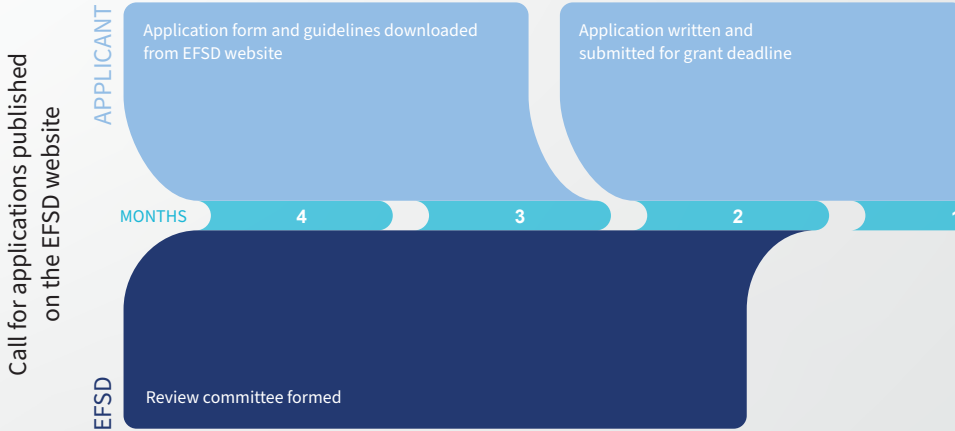 Call for applications published
on the EFSD website
APPLICANT
Application form and guidelines downloaded
from EFSD website
Application written and
submitted for grant deadline
MONTHS
4
3
2
1
EFSD
Review committee formed